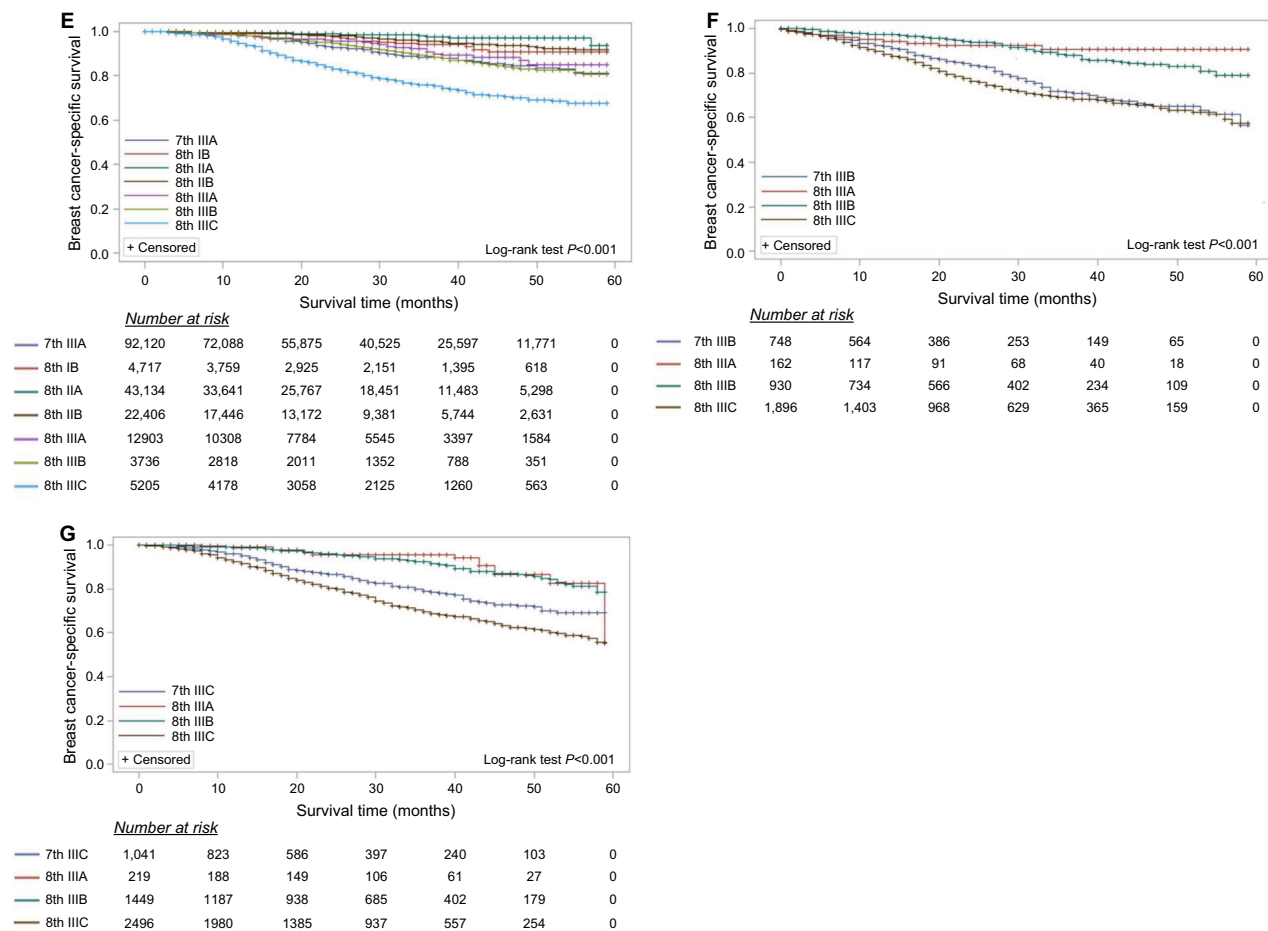 E
Breast cancer-specific survival
1.0
0.8
0.6
0.4
0.2
0.0
7th IIIA
8th IB
8th IIA
8th IIB
8th IIIA
8th IIIB
8th IIIC
+ Censored
Log-rank test P<0.001
0 10 20 30 40 50 60
Survival time (months)
Number at risk
7th IIIA 92,120 72,088 55,875 40,525 25,597 11,771 0
8th IB 4,717 3,759 2,925 2,151 1,395 618 0
8th IIA 43,134 33,641 25,767 18,451 11,483 5,298 0
8th IIB 22,406 17,446 13,172 9,381 5,744 2,631 0
8th IIIA 12903 10308 7784 5545 3397 1584 0
8th IIIB 3736 2818 2011 1352 788 351 0
8th IIIC 5205 4178 3058 2125 1260 563 0
F
Breast cancer-specific survival
1.0
0.8
0.6
0.4
0.2
0.0
7th IIIB
8th IIIA
8th IIIB
8th IIIC
+ Censored
Log-rank test P<0.001
0 10 20 30 40 50 60
Survival time (months)
Number at risk
7th IIIB 748 564 386 253 149 65 0
8th IIIA 162 117 91 68 40 18 0
8th IIIB 930 734 566 402 234 109 0
8th IIIC 1,896 1,403 968 629 365 159 0
G
Breast cancer-specific survival
1.0
0.8
0.6
0.4
0.2
0.0
7th IIIC
8th IIIA
8th IIIB
8th IIIC
+ Censored
Log-rank test P<0.001
0 10 20 30 40 50 60
Survival time (months)
Number at risk
7th IIIC 1,041 823 586 397 240 103 0
8th IIIA 219 188 149 106 61 27 0
8th IIIB 1449 1187 938 685 402 179 0
8th IIIC 2496 1980 1385 937 557 254 0